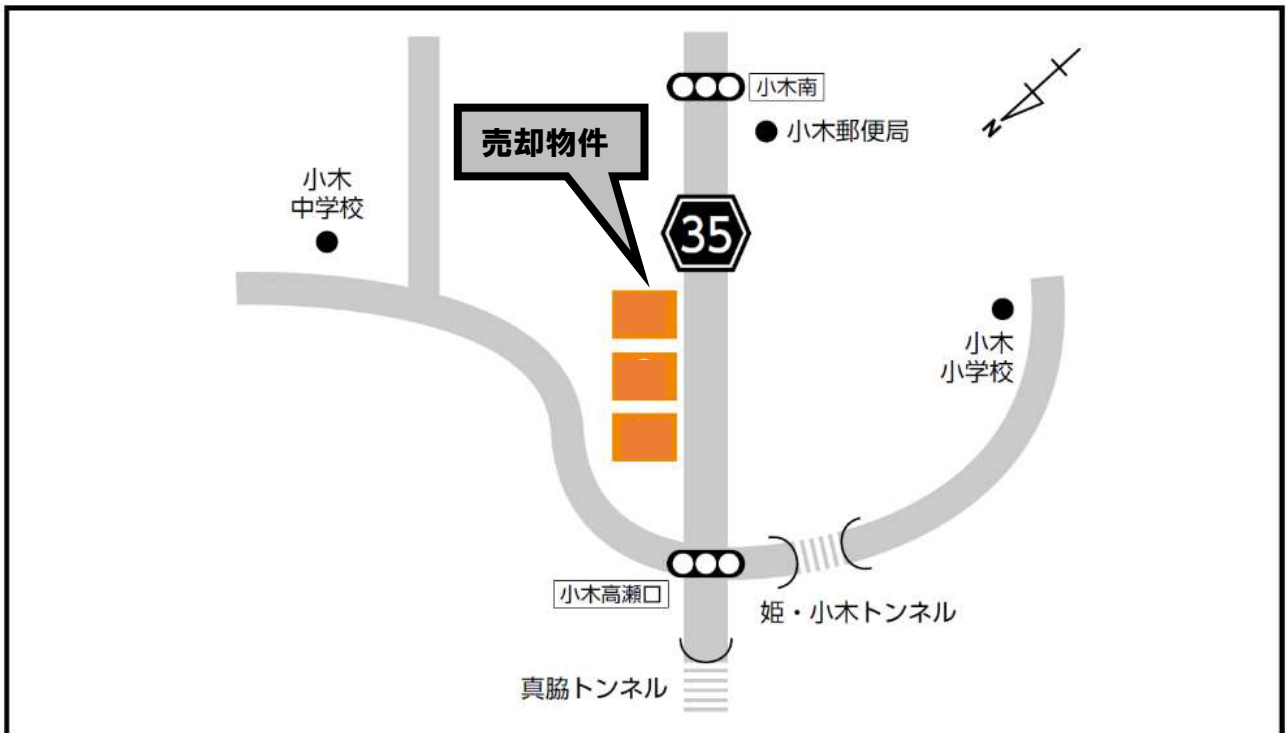 小木南
小木郵便局
売却物件
N
小木
中学校
35
小木
小学校
小木高瀬口
姫・小木トンネル
真脇トンネル